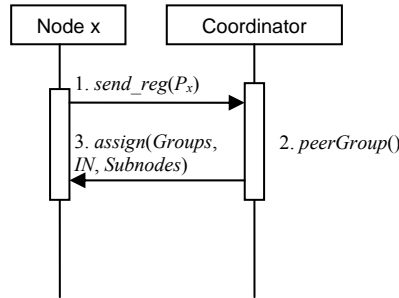 Node x
Coordinator
1. send_reg(Pₓ)
3. assign(Groups,
IN, Subnodes)
2. peerGroup()